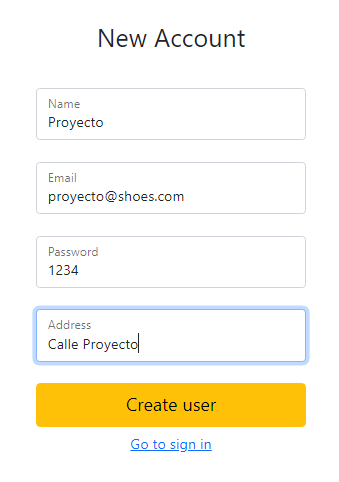 New Account
Name
Proyecto
Email
proyecto@shoes.com
Password
1234
Address
Calle Proyecto
Create user
Go to sign in